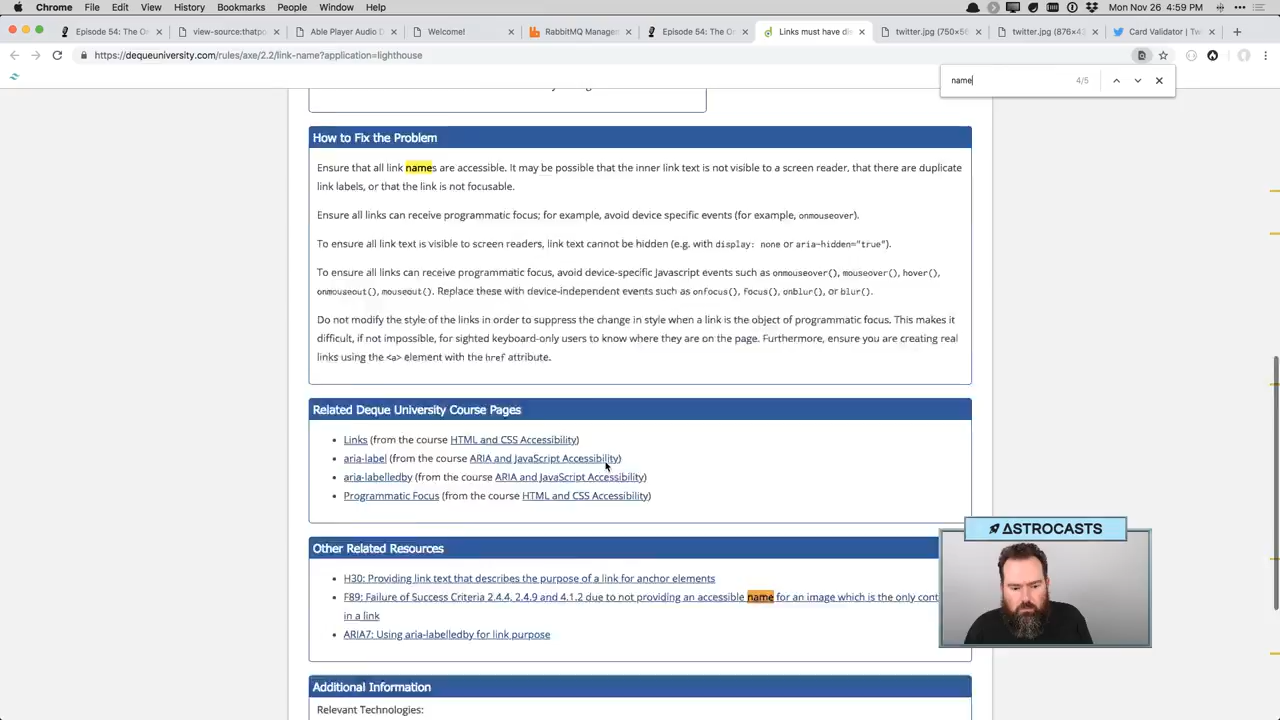 Chrome File Edit View History Bookmarks People Window Help
Mon Nov 26 4:59 PM
Episode 54: The O
view-source:thatpo
Able Player Audio D
Welcome!
RabbitMQ Manage
Episode 54: The O
Links must have di
twitter.jpg (750×5
twitter.jpg (876×4
Card Validator | Tw
https://dequeuniversity.com/rules/axe/2.2/link-name?application=lighthouse
name 4/5
How to Fix the Problem
Ensure that all link names are accessible. It may be possible that the inner link text is not visible to a screen reader, that there are duplicate
link labels, or that the link is not focusable.
Ensure all links can receive programmatic focus; for example, avoid device specific events (for example, onmouseover).
To ensure all link text is visible to screen readers, link text cannot be hidden (e.g. with display: none or aria-hidden="true").
To ensure all links can receive programmatic focus, avoid device-specific Javascript events such as onmouseover(), mouseover(), hover(),
onmouseout(), mouseout(). Replace these with device-independent events such as onfocus(), focus(), onblur(), or blur().
Do not modify the style of the links in order to suppress the change in style when a link is the object of programmatic focus. This makes it
difficult, if not impossible, for sighted keyboard-only users to know where they are on the page. Furthermore, ensure you are creating real
links using the <a> element with the href attribute.
Related Deque University Course Pages
Links (from the course HTML and CSS Accessibility)
aria-label (from the course ARIA and JavaScript Accessibility)
aria-labelledby (from the course ARIA and JavaScript Accessibility)
Programmatic Focus (from the course HTML and CSS Accessibility)
ASTROCASTS
Other Related Resources
H30: Providing link text that describes the purpose of a link for anchor elements
F89: Failure of Success Criteria 2.4.4, 2.4.9 and 4.1.2 due to not providing an accessible name for an image which is the only cont
in a link
ARIA7: Using aria-labelledby for link purpose
Additional Information
Relevant Technologies: